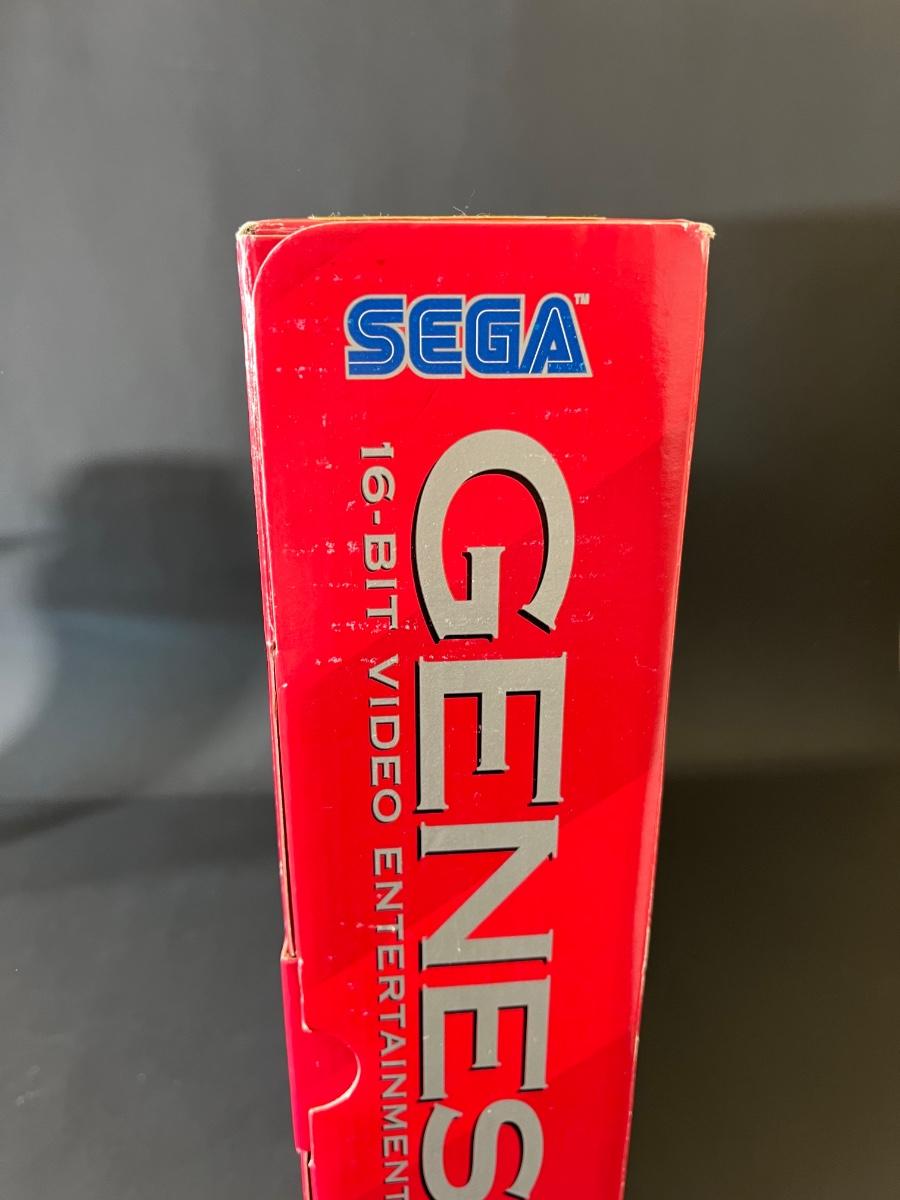 SEGA™
GENES
16-BIT VIDEO ENTERTAINMENT